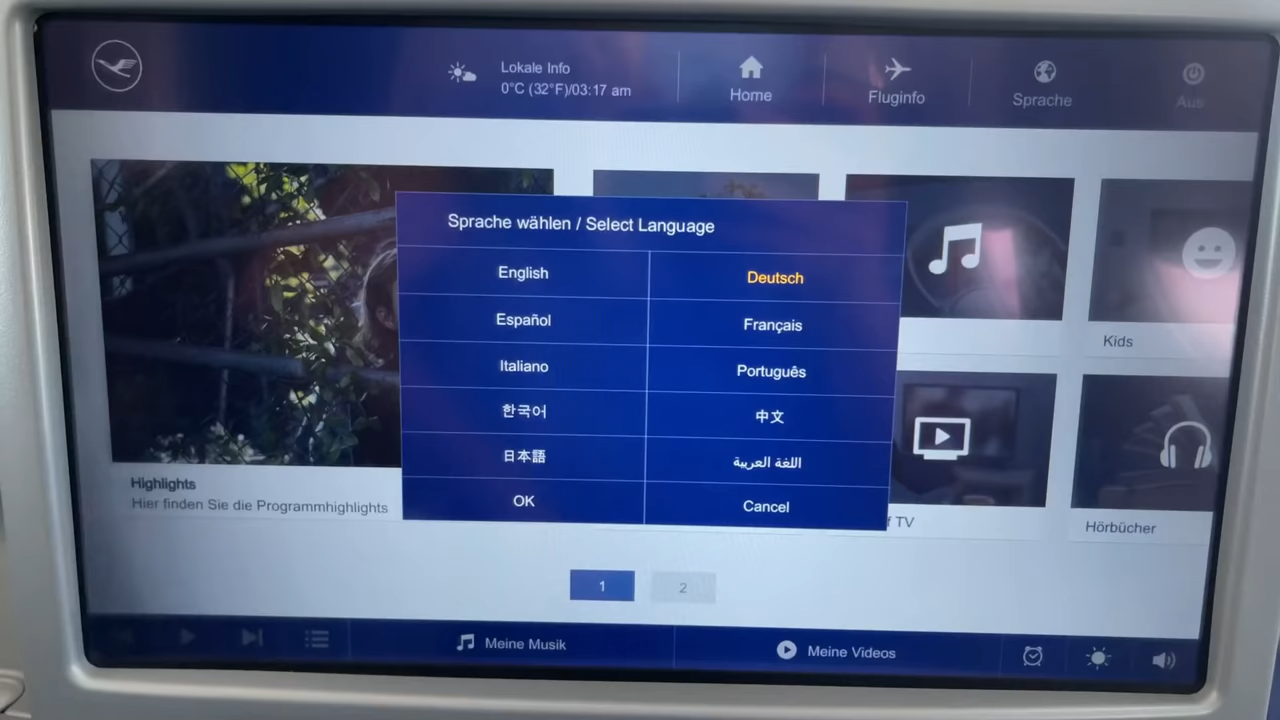 Lokale Info
0°C (32°F)/03:17 am
Home
Fluginfo
Sprache
Aus
Sprache wählen / Select Language
English
Deutsch
Español
Français
Italiano
Português
한국어
中文
日本語
اللغة العربية
OK
Cancel
Kids
Highlights
Hier finden Sie die Programmhighlights
TV
Hörbücher
1
2
Meine Musik
Meine Videos